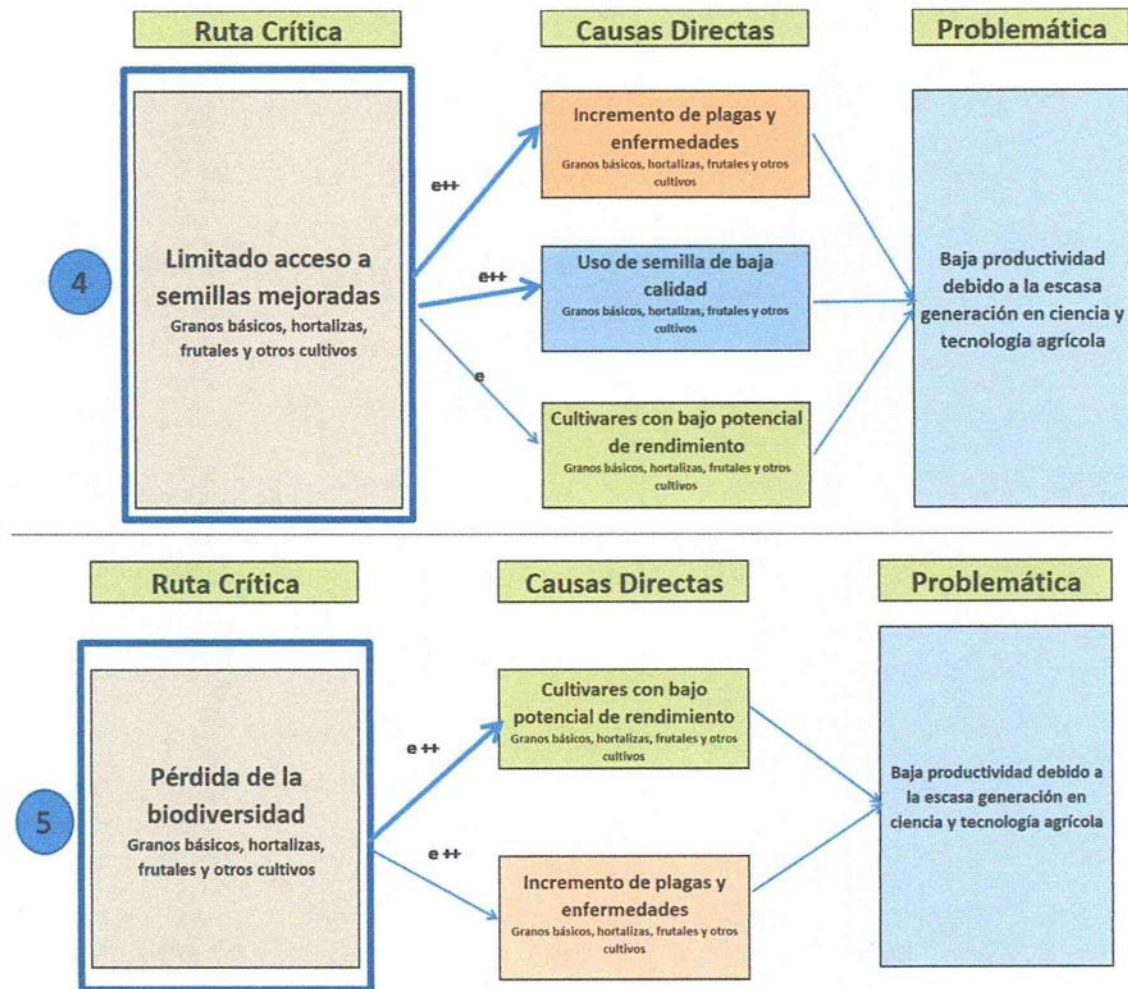 Ruta Crítica
Causas Directas
Problemática
4
Limitado acceso a
semillas mejoradas
Granos básicos, hortalizas,
frutales y otros cultivos
e++
e++
e
Incremento de plagas y
enfermedades
Granos básicos, hortalizas, frutales y otros
cultivos
Uso de semilla de baja
calidad
Granos básicos, hortalizas, frutales y otros
cultivos
Cultivares con bajo potencial
de rendimiento
Granos básicos, hortalizas, frutales y otros
cultivos
Baja productividad
debido a la escasa
generación en ciencia y
tecnología agrícola
Ruta Crítica
Causas Directas
Problemática
5
Pérdida de la
biodiversidad
Granos básicos, hortalizas,
frutales y otros cultivos
e ++
e ++
Cultivares con bajo
potencial de rendimiento
Granos básicos, hortalizas, frutales y otros
cultivos
Incremento de plagas y
enfermedades
Granos básicos, hortalizas, frutales y otros
cultivos
Baja productividad debido a
la escasa generación en
ciencia y tecnología agrícola